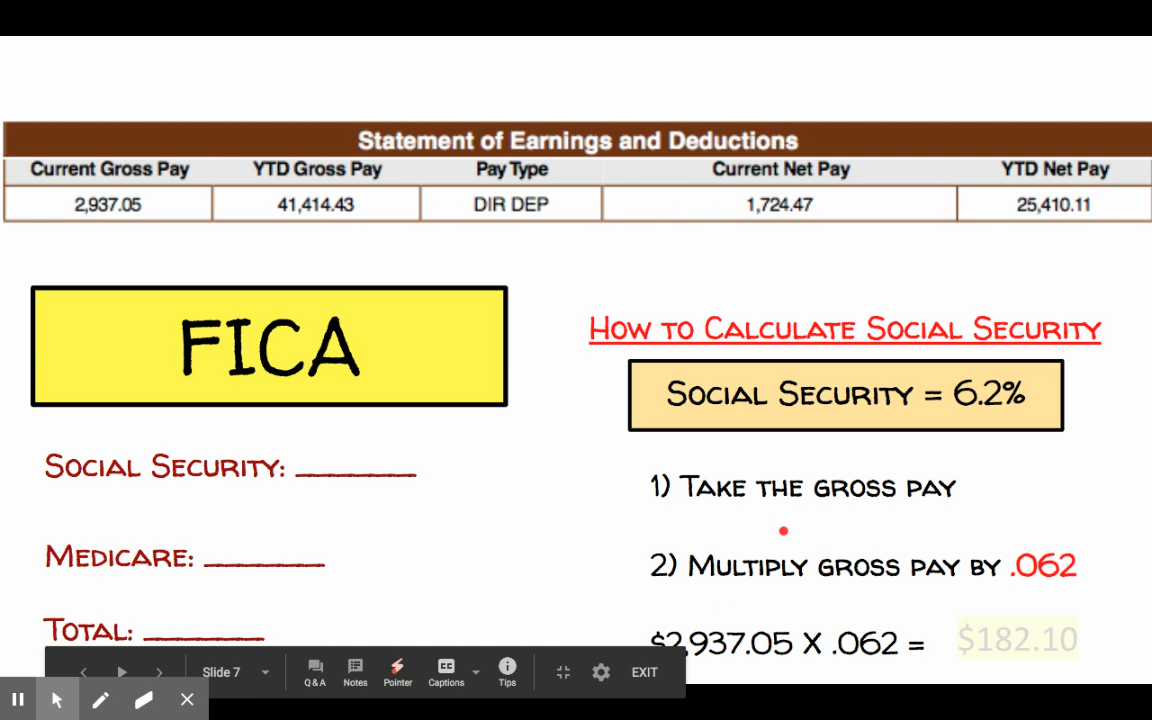 Statement of Earnings and Deductions
Current Gross Pay YTD Gross Pay Pay Type Current Net Pay YTD Net Pay
2,937.05 41,414.43 DIR DEP 1,724.47 25,410.11
FICA
Social Security: ________
Medicare: ________
Total: ________
How to Calculate Social Security
Social Security = 6.2%
1) Take the gross pay
2) Multiply gross pay by .062
$2,937.05 X .062 = $182.10
Slide 7
Q&A Notes Pointer Captions Tips EXIT
CC